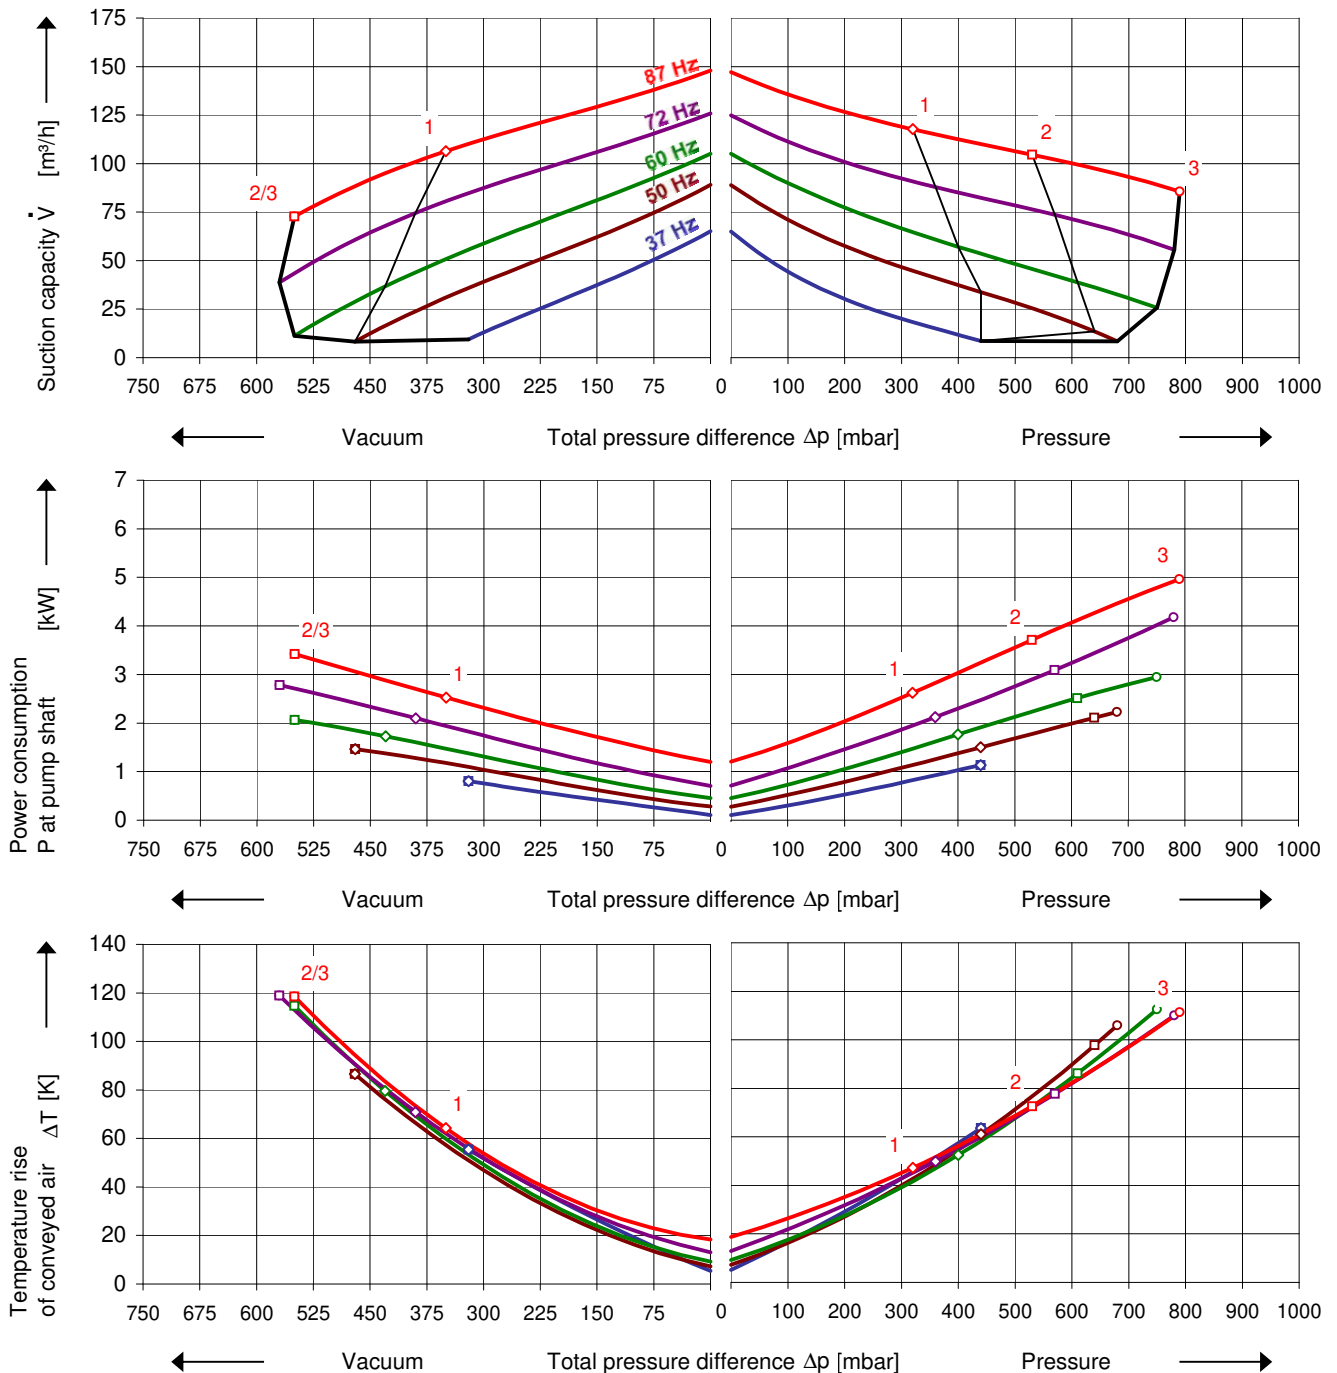 175
150
125
100
75
50
25
0
Suction capacity V̇ [m³/h]
87 Hz
72 Hz
60 Hz
50 Hz
37 Hz
1
2/3
1
2
3
750 600 525 450 375 300 225 150 75 0 100 200 300 400 500 600 700 800 900 1000
Vacuum Total pressure difference Δp [mbar] Pressure
7
6
5
4
3
2
1
0
Power consumption
P at pump shaft [kW]
2/3
1
1
2
3
750 600 525 450 375 300 225 150 75 0 100 200 300 400 500 600 700 800 900 1000
Vacuum Total pressure difference Δp [mbar] Pressure
140
120
100
80
60
40
20
0
Temperature rise
of conveyed air ΔT [K]
2/3
1
1
2
3
750 600 525 450 375 300 225 150 75 0 100 200 300 400 500 600 700 800 900 1000
Vacuum Total pressure difference Δp [mbar] Pressure